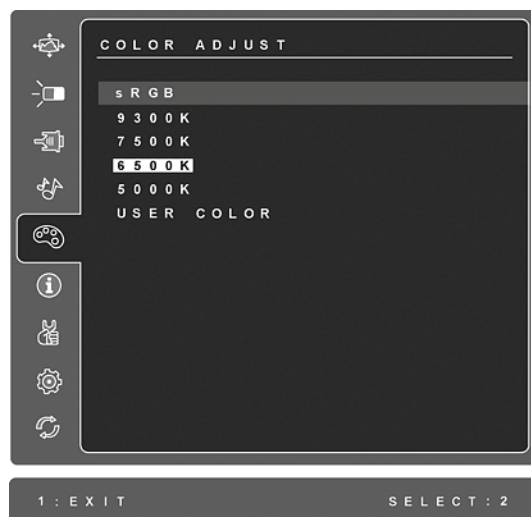 COLOR ADJUST
sRGB
9300K
7500K
6500K
5000K
USER COLOR
1:EXIT SELECT:2